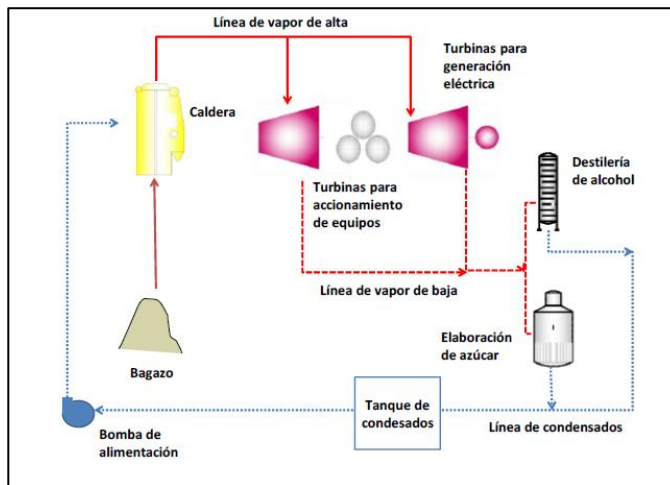 Línea de vapor de alta
Turbinas para
generación
eléctrica
Caldera
Destilería
de alcohol
Turbinas para
accionamiento
de equipos
Línea de vapor de baja
Elaboración
de azúcar
Bagazo
Tanque de
condesados
Línea de condensados
Bomba de
alimentación